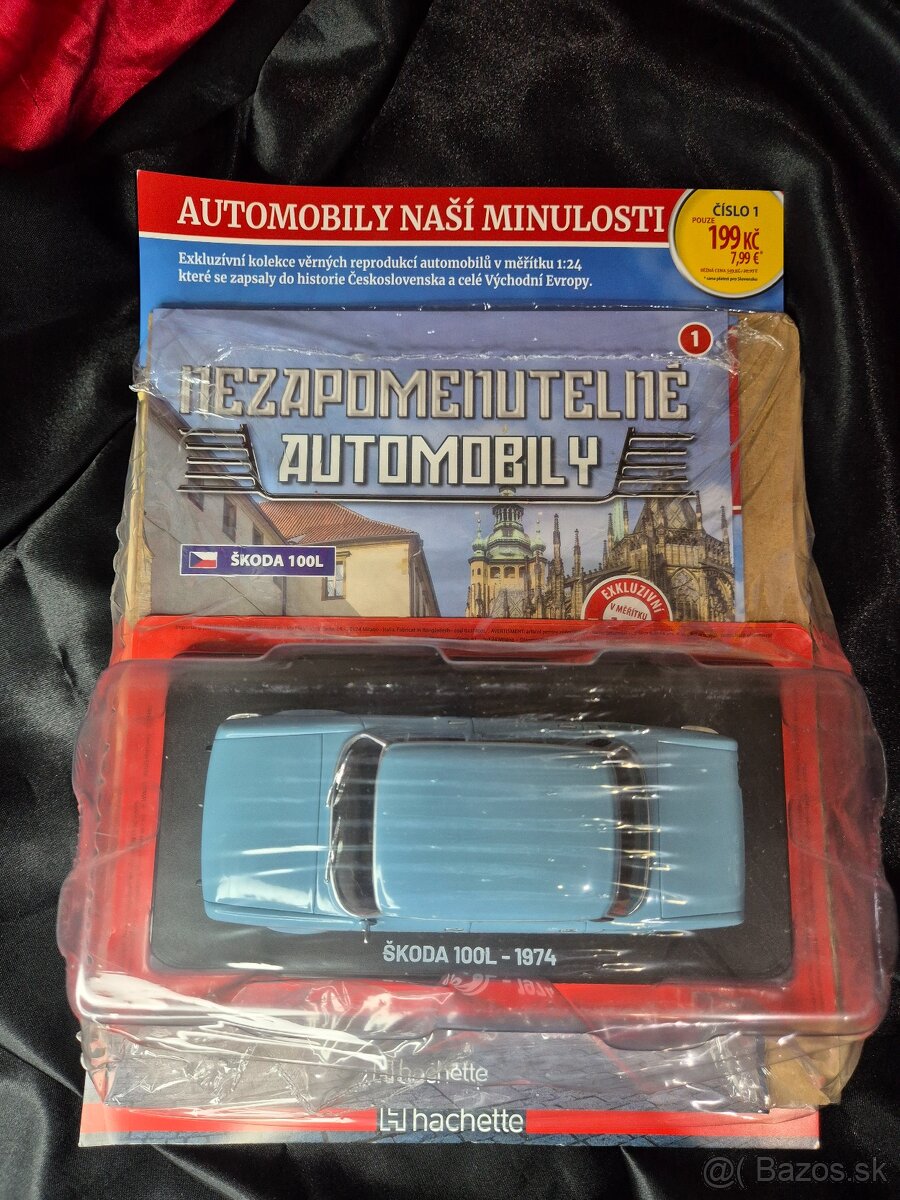 AUTOMOBILY NAŠÍ MINULOSTI
ČÍSLO 1
POUZE
199 KČ
7,99 €*
Exkluzívní kolekce věrných reprodukcí automobilů v měřítku 1:24
které se zapsaly do historie Československa a celé Východní Evropy.
1
NEZAPOMENUTELNÉ
AUTOMOBILY
ŠKODA 100L
EXKLUZIVNÍ
V MĚŘÍTKU
ŠKODA 100L - 1974
hachette
hachette
@( Bazos.sk